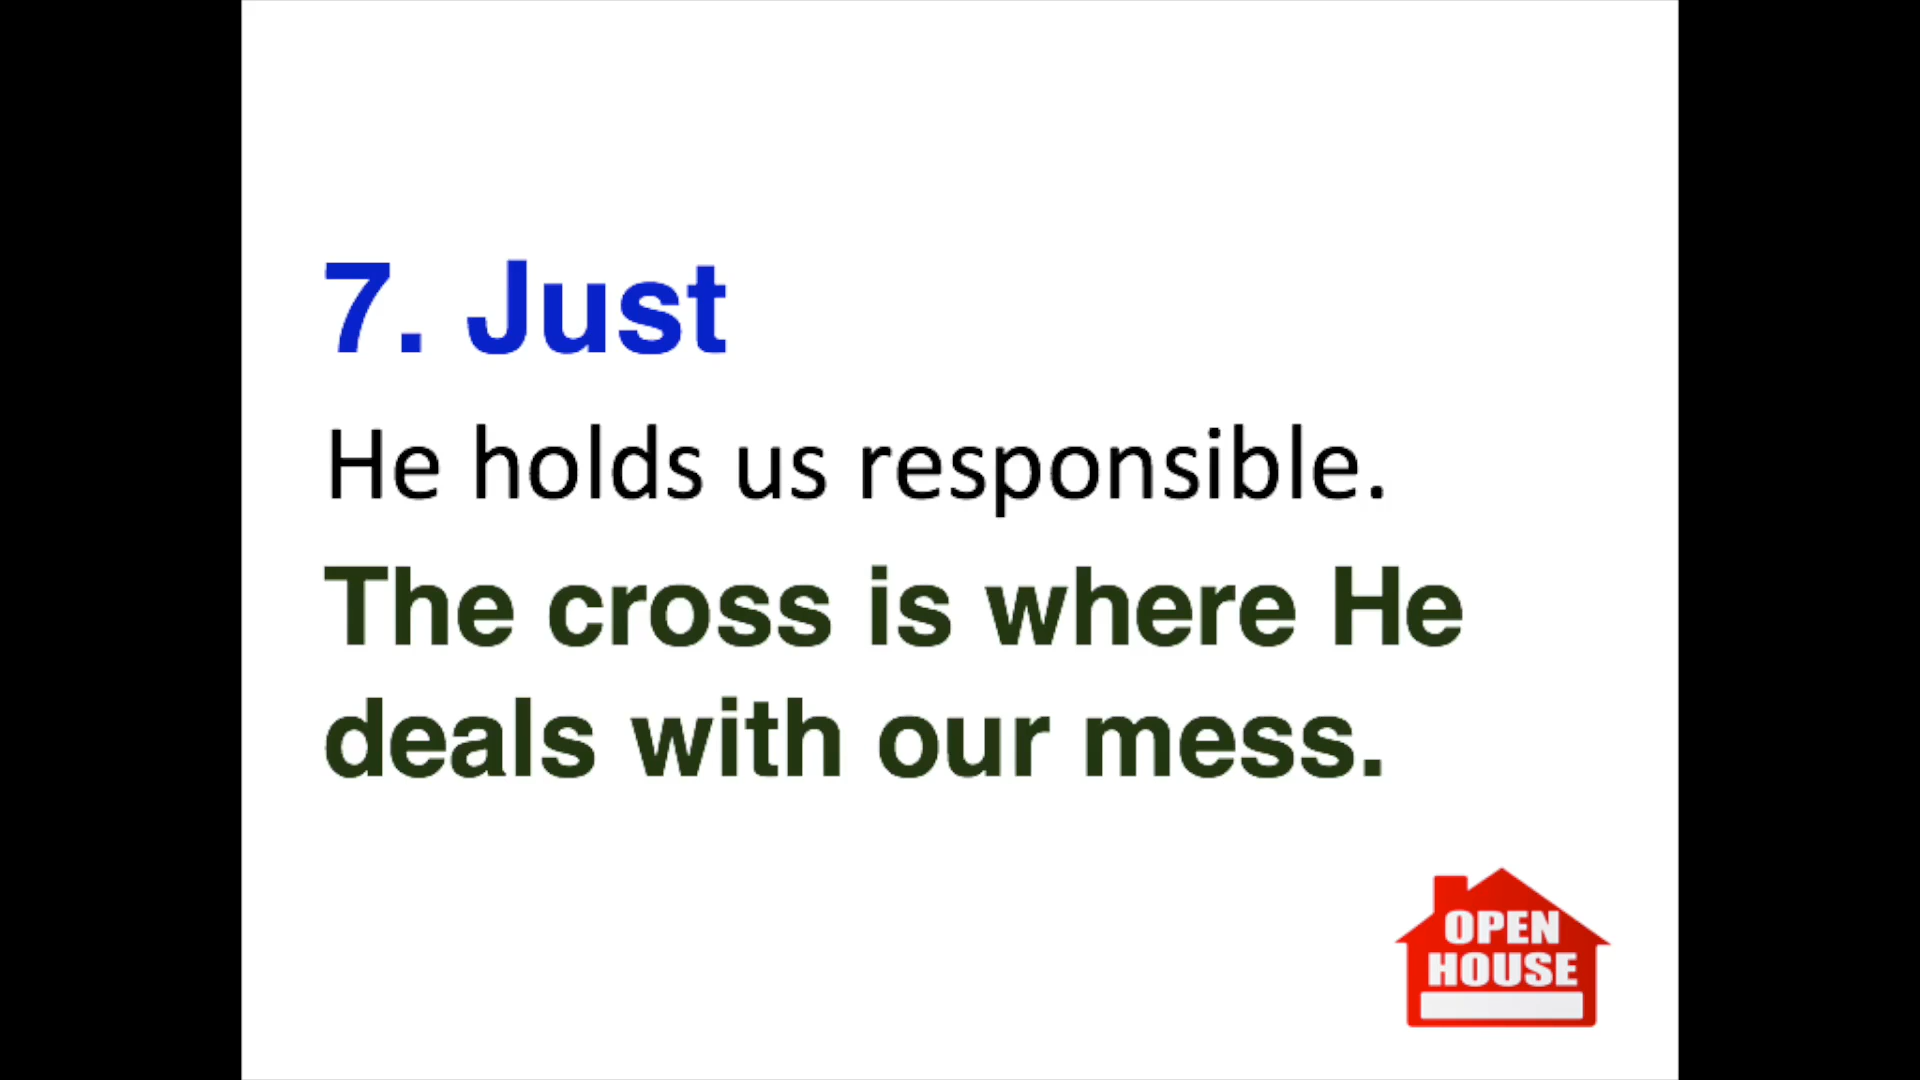 7. Just
He holds us responsible.
The cross is where He
deals with our mess.
OPEN
HOUSE